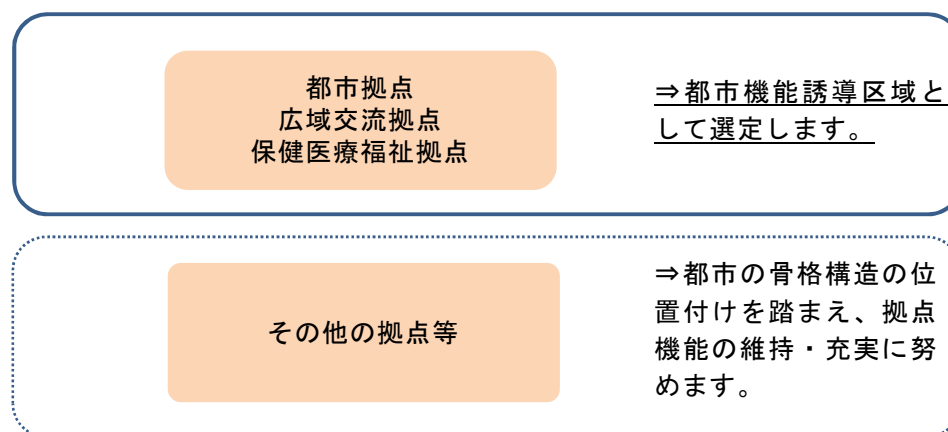 都市拠点
広域交流拠点
保健医療福祉拠点
⇒都市機能誘導区域と
して選定します。
その他の拠点等
⇒都市の骨格構造の位
置付けを踏まえ、拠点
機能の維持・充実に努
めます。